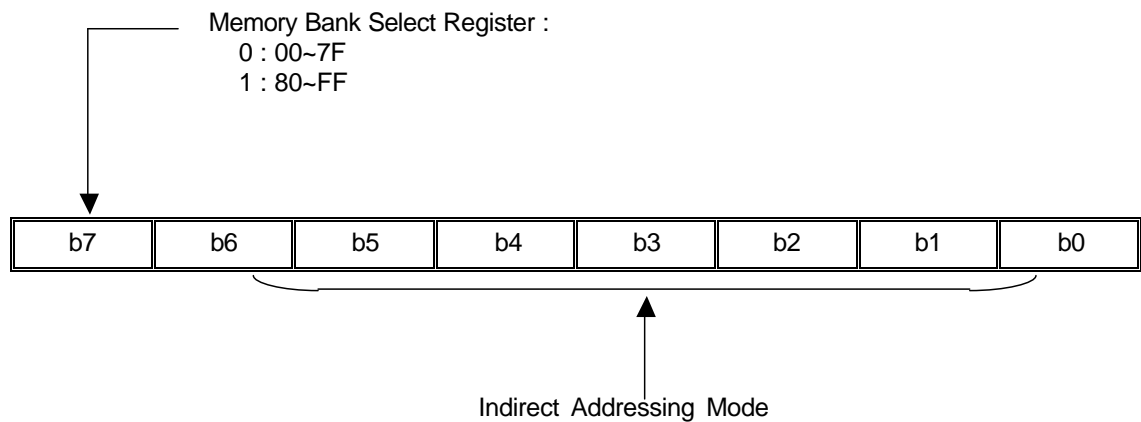 Memory Bank Select Register :
0 : 00~7F
1 : 80~FF
b7 b6 b5 b4 b3 b2 b1 b0
Indirect Addressing Mode